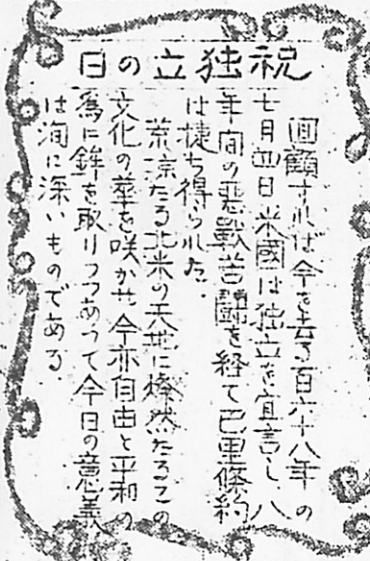 祝独立の日
回顧すれば今を去る百六十八年の
七月四日米國は独立を宣言し、八
年間の悪戦苦闘を経て巴里條約
は捷ち得られた.
荒涼たる北米の天地に燦然たるこの
文化の華を咲かせ今亦自由と平和の
為に鉾を取りつつあつて今日の意義
は洵に深いものである.